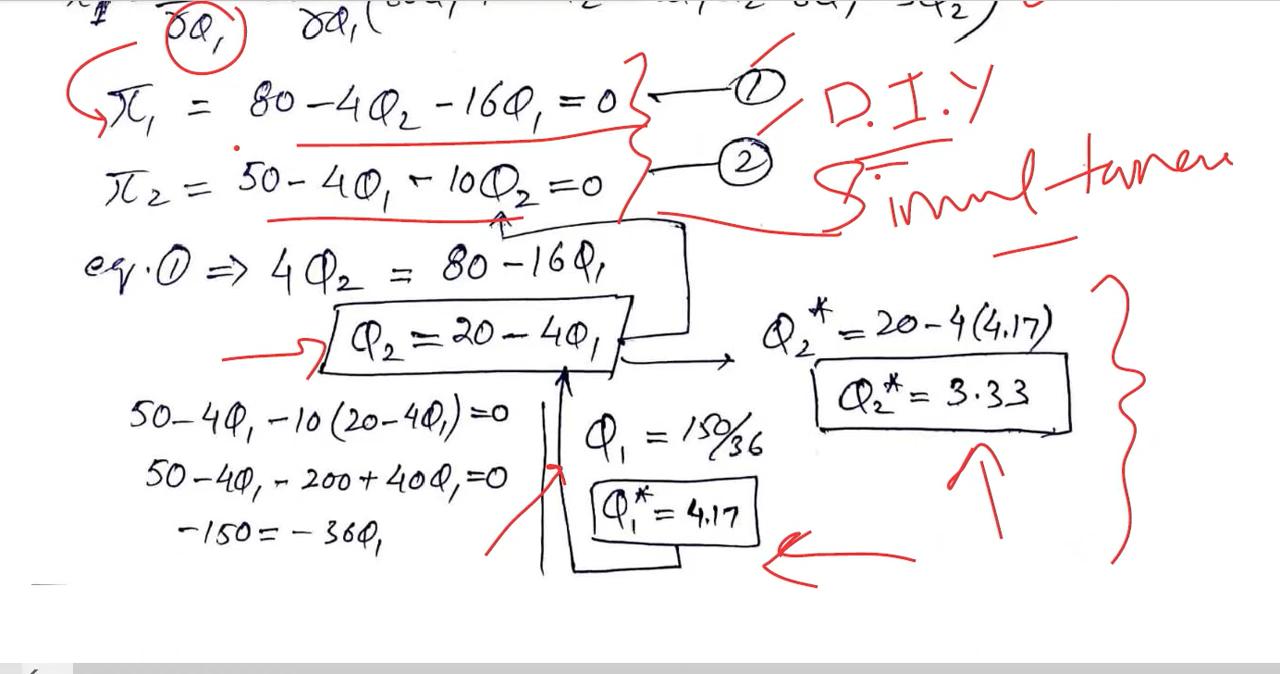 ∂Q₁ ∂Q₁(
π₁ = 80 - 4Q₂ - 16Q₁ = 0 ①
D.I.Y
π₂ = 50 - 4Q₁ - 10Q₂ = 0 ②
Simultaneou
eq.① ⇒ 4Q₂ = 80 - 16Q₁
Q₂ = 20 - 4Q₁
Q₂* = 20 - 4(4.17)
Q₂* = 3.33
50 - 4Q₁ - 10(20 - 4Q₁) = 0
50 - 4Q₁ - 200 + 40Q₁ = 0
-150 = - 36Q₁
Q₁ = 150/36
Q₁* = 4.17